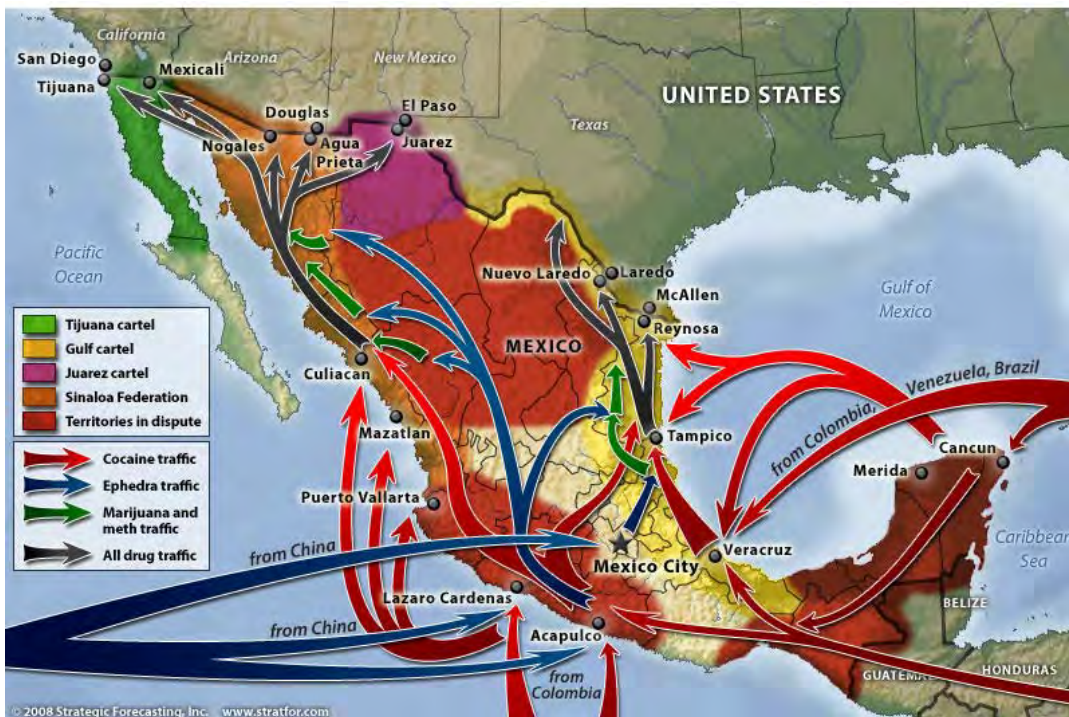 California
San Diego
Tijuana
Mexicali
Arizona
New Mexico
Douglas
Nogales
Agua
Prieta
El Paso
Juarez
UNITED STATES
Texas
Pacific
Ocean
Nuevo Laredo
Laredo
McAllen
Reynosa
Gulf of
Mexico
MEXICO
Tijuana cartel
Gulf cartel
Juarez cartel
Sinaloa Federation
Territories in dispute
Culiacan
Mazatlan
Tampico
from Colombia, Venezuela, Brazil
Cancun
Merida
Cocaine traffic
Ephedra traffic
Marijuana and
meth traffic
All drug traffic
Puerto Vallarta
from China
Mexico City
Veracruz
Caribbean
Sea
Lazaro Cardenas
from China
Acapulco
from
Colombia
BELIZE
HONDURAS
© 2008 Strategic Forecasting, Inc. www.stratfor.com